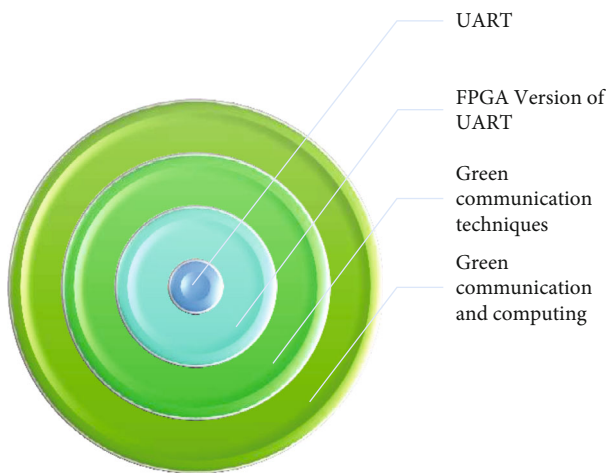 UART
FPGA Version of
UART
Green
communication
techniques
Green
communication
and computing